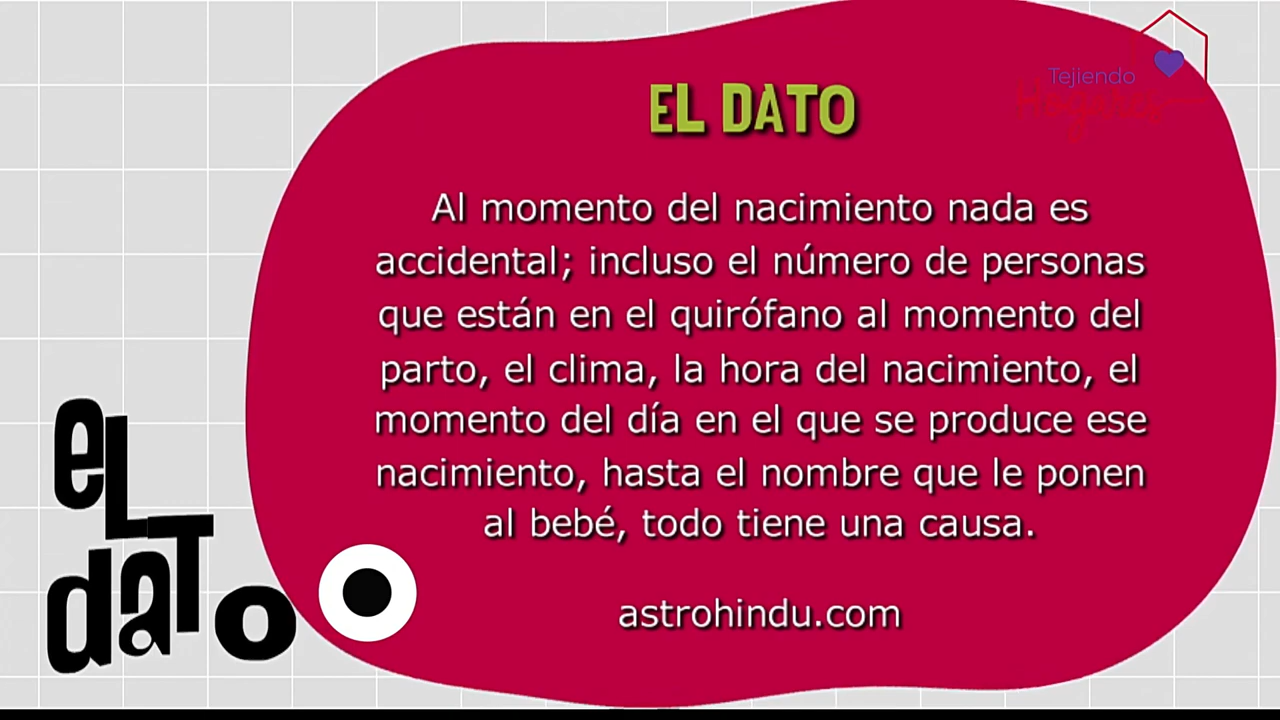 Tejiendo
Hogares
EL DATO
Al momento del nacimiento nada es
accidental; incluso el número de personas
que están en el quirófano al momento del
parto, el clima, la hora del nacimiento, el
momento del día en el que se produce ese
nacimiento, hasta el nombre que le ponen
al bebé, todo tiene una causa.
astrohindu.com
eL
daTo